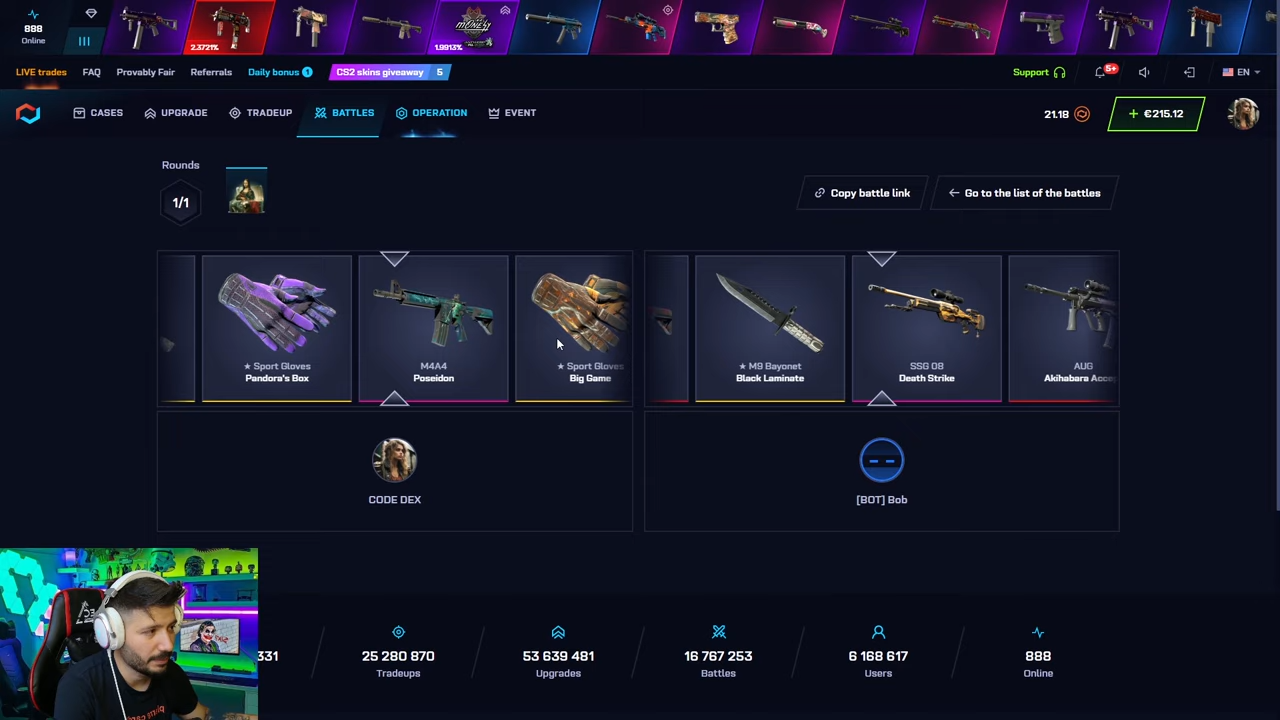 888
Online
2.3721%
1.9913%
LIVE trades
FAQ
Provably Fair
Referrals
Daily bonus 1
CS2 skins giveaway 5
Support
5+
EN
CASES
UPGRADE
TRADEUP
BATTLES
OPERATION
EVENT
21.18
+ €215.12
Rounds
1/1
Copy battle link
Go to the list of the battles
★ Sport Gloves
Pandora's Box
M4A4
Poseidon
★ Sport Gloves
Big Game
★ M9 Bayonet
Black Laminate
SSG 08
Death Strike
AUG
Akihabara Acce
CODE DEX
[BOT] Bob
331
25 280 870
Tradeups
53 639 481
Upgrades
16 767 253
Battles
6 168 617
Users
888
Online